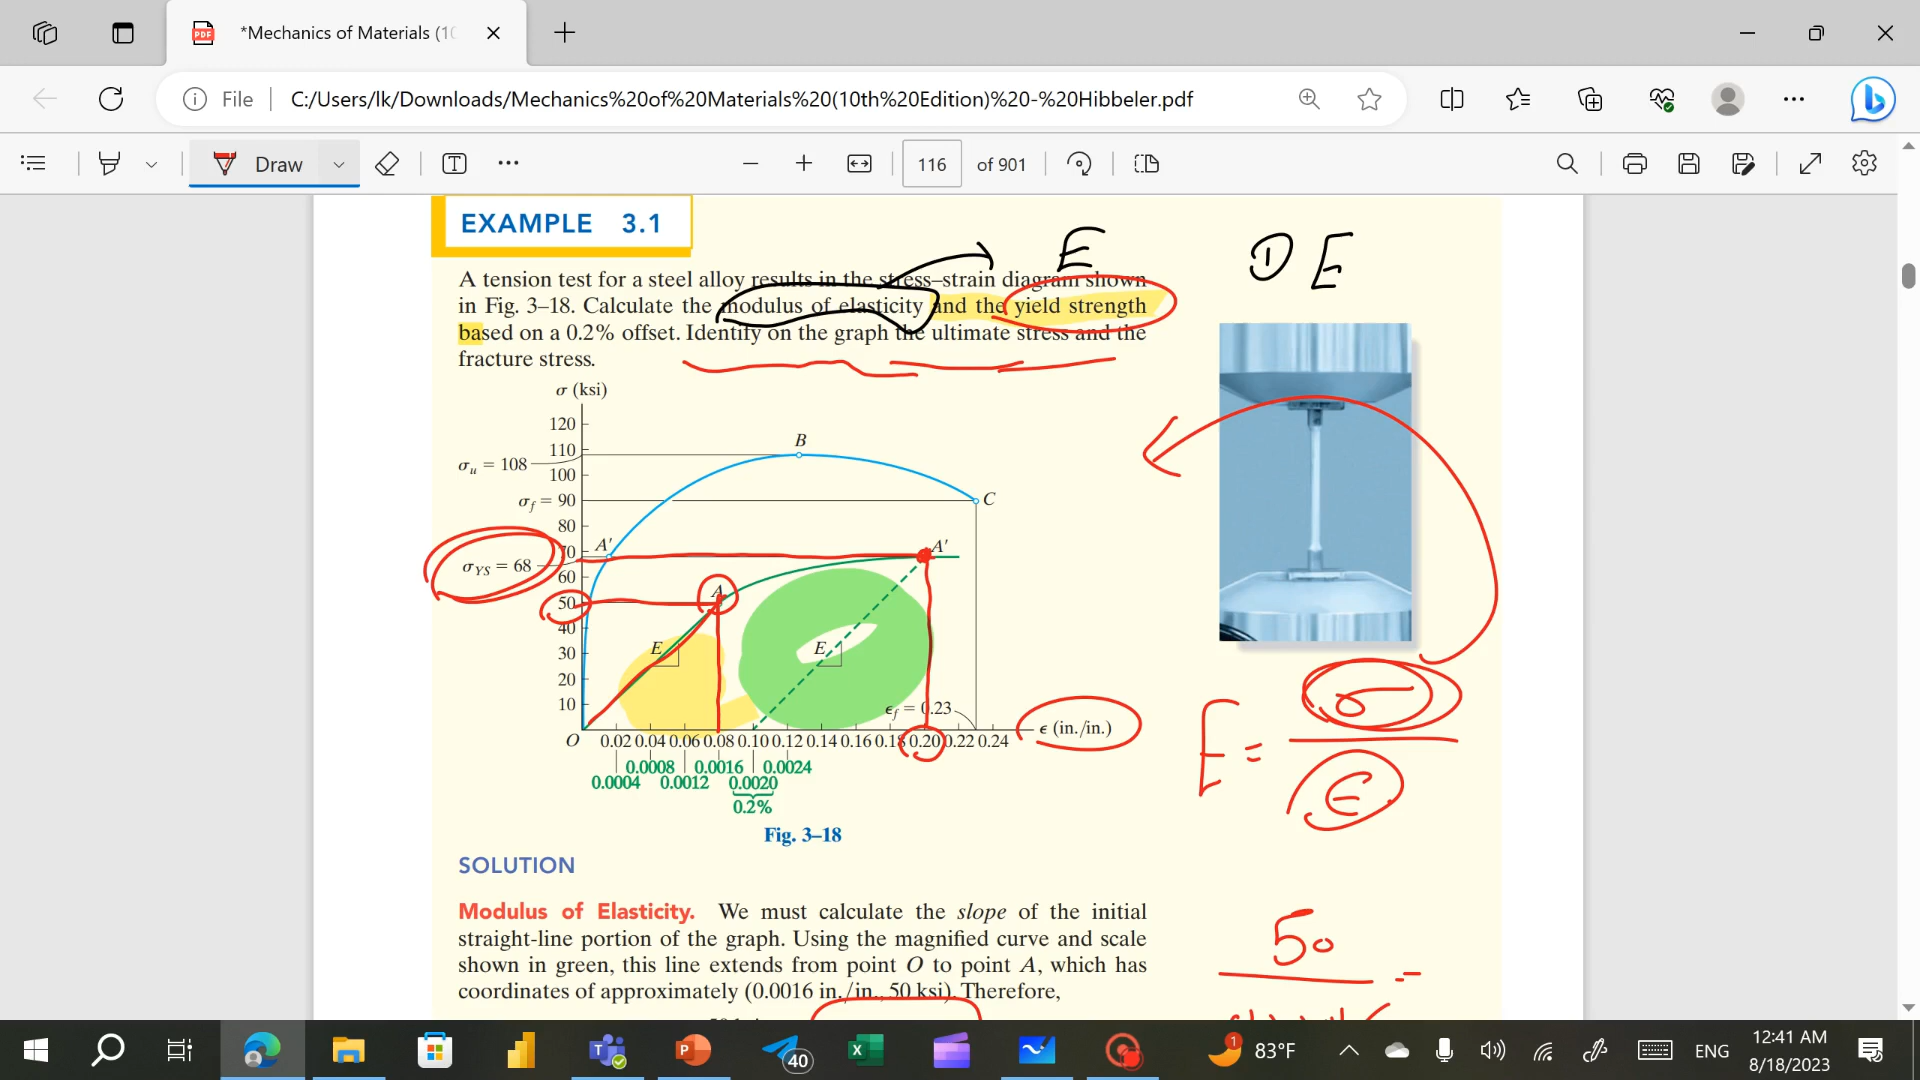 *Mechanics of Materials (10
File
C:/Users/lk/Downloads/Mechanics%20of%20Materials%20(10th%20Edition)%20-%20Hibbeler.pdf
Draw
116 of 901
EXAMPLE 3.1
E
① E
A tension test for a steel alloy results in the stress–strain diagram shown
in Fig. 3–18. Calculate the modulus of elasticity and the yield strength
based on a 0.2% offset. Identify on the graph the ultimate stress and the
fracture stress.
σ (ksi)
120
110
σu = 108
100
σf = 90
80
70
σYS = 68
60
50
40
30
20
10
B
C
A'
A'
A
E
E
ϵf = 0.23
ϵ (in./in.)
O 0.02 0.04 0.06 0.08 0.10 0.12 0.14 0.16 0.18 0.20 0.22 0.24
0.0008 0.0016 0.0024
0.0004 0.0012 0.0020
0.2%
Fig. 3–18
E = σ
ϵ
SOLUTION
Modulus of Elasticity. We must calculate the slope of the initial
straight-line portion of the graph. Using the magnified curve and scale
shown in green, this line extends from point O to point A, which has
coordinates of approximately (0.0016 in./in., 50 ksi). Therefore,
50 =
40
1
83°F
ENG
12:41 AM
8/18/2023